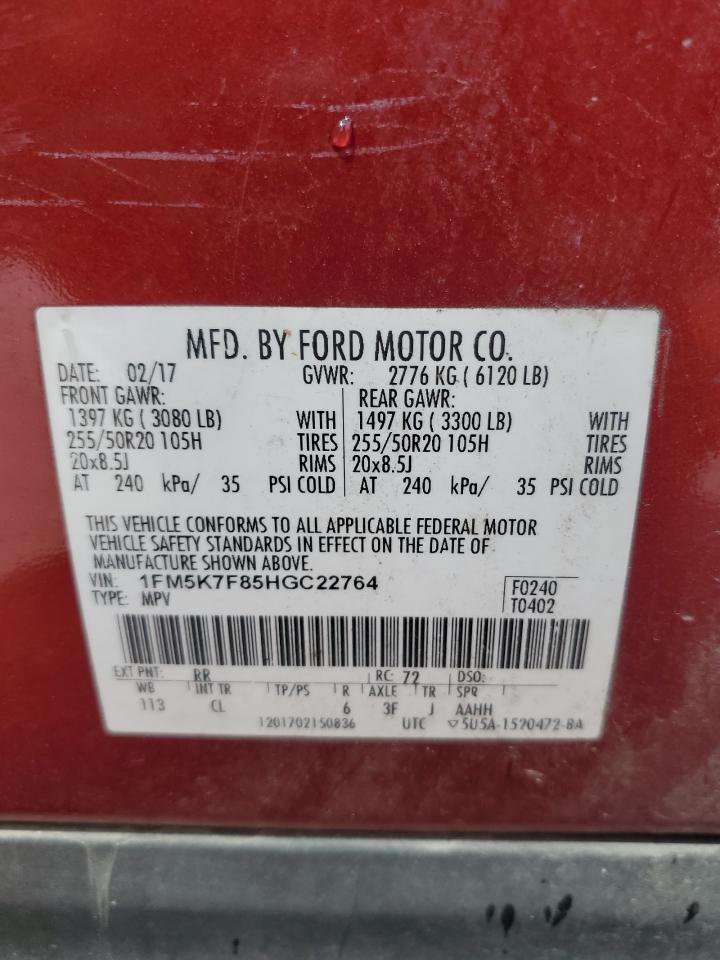 MFD. BY FORD MOTOR CO.
DATE: 02/17 GVWR: 2776 KG ( 6120 LB)
FRONT GAWR: REAR GAWR:
1397 KG ( 3080 LB) WITH 1497 KG ( 3300 LB) WITH
255/50R20 105H TIRES 255/50R20 105H TIRES
20x8.5J RIMS 20x8.5J RIMS
AT 240 kPa/ 35 PSI COLD AT 240 kPa/ 35 PSI COLD
THIS VEHICLE CONFORMS TO ALL APPLICABLE FEDERAL MOTOR
VEHICLE SAFETY STANDARDS IN EFFECT ON THE DATE OF
MANUFACTURE SHOWN ABOVE.
VIN: 1FM5K7F85HGC22764 F0240
TYPE: MPV T0402
EXT PNT: RR RC: 72 DSO:
WB INT TR TP/PS R AXLE TR SPR
113 CL 6 3F J AAHH
1201702150836 UTC ▽5U5A-1520472-BA